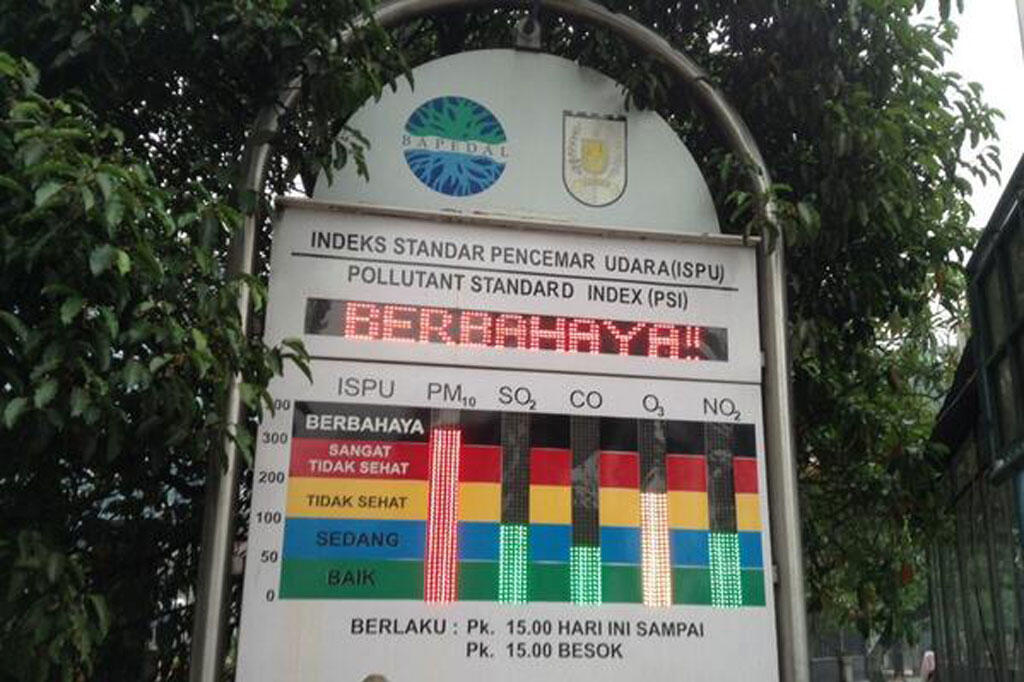 BAPEDAL
INDEKS STANDAR PENCEMAR UDARA(ISPU)
POLLUTANT STANDARD INDEX (PSI)
BERBAHAYA!!
ISPU PM10 SO2 CO O3 NO2
BERBAHAYA
300
SANGAT
TIDAK SEHAT
200
TIDAK SEHAT
100
SEDANG
50
BAIK
0
BERLAKU : Pk. 15.00 HARI INI SAMPAI
Pk. 15.00 BESOK